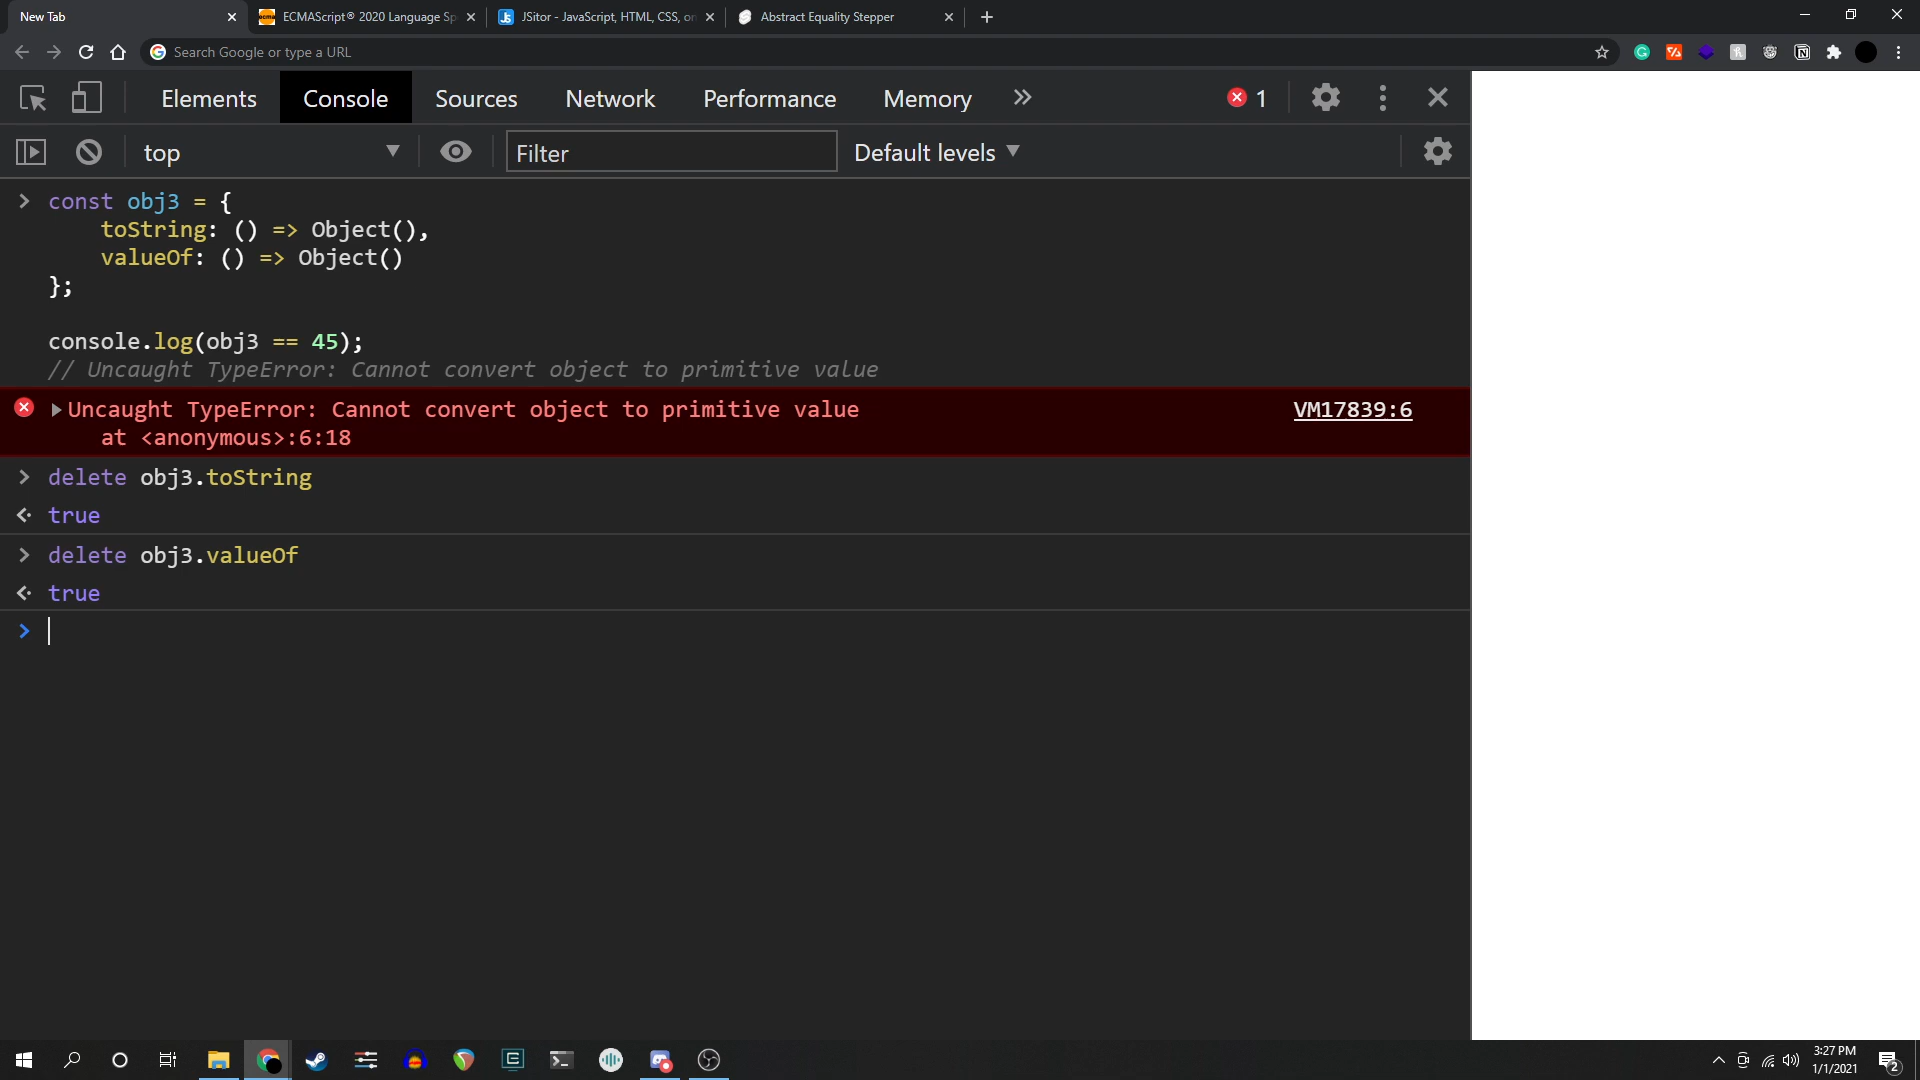 New Tab
ECMAScript® 2020 Language Sp
JSitor - JavaScript, HTML, CSS, on
Abstract Equality Stepper
Search Google or type a URL
Elements Console Sources Network Performance Memory 1
top Filter Default levels
const obj3 = {
toString: () => Object(),
valueOf: () => Object()
};
console.log(obj3 == 45);
// Uncaught TypeError: Cannot convert object to primitive value
Uncaught TypeError: Cannot convert object to primitive value VM17839:6
at <anonymous>:6:18
delete obj3.toString
true
delete obj3.valueOf
true
3:27 PM
1/1/2021
2